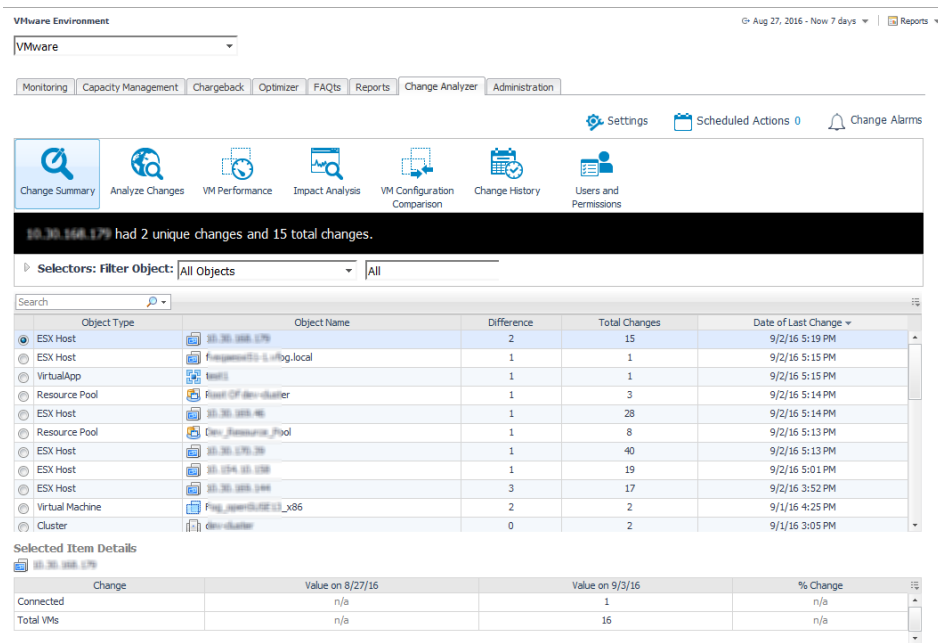 VMware Environment
Aug 27, 2016 - Now 7 days
Reports
VMware
Monitoring Capacity Management Chargeback Optimizer FAQts Reports Change Analyzer Administration
Settings Scheduled Actions 0 Change Alarms
Change Summary Analyze Changes VM Performance Impact Analysis VM Configuration Comparison Change History Users and Permissions
had 2 unique changes and 15 total changes.
Selectors: Filter Object: All Objects All
Search
Object Type Object Name Difference Total Changes Date of Last Change
ESX Host 2 15 9/2/16 5:19 PM
ESX Host 1 1 9/2/16 5:15 PM
VirtualApp 1 1 9/2/16 5:15 PM
Resource Pool 1 3 9/2/16 5:14 PM
ESX Host 1 28 9/2/16 5:14 PM
Resource Pool 1 8 9/2/16 5:13 PM
ESX Host 1 40 9/2/16 5:13 PM
ESX Host 1 19 9/2/16 5:01 PM
ESX Host 3 17 9/2/16 3:52 PM
Virtual Machine 2 2 9/1/16 4:25 PM
Cluster 0 2 9/1/16 3:05 PM
Selected Item Details
Change Value on 8/27/16 Value on 9/3/16 % Change
Connected n/a 1 n/a
Total VMs n/a 16 n/a